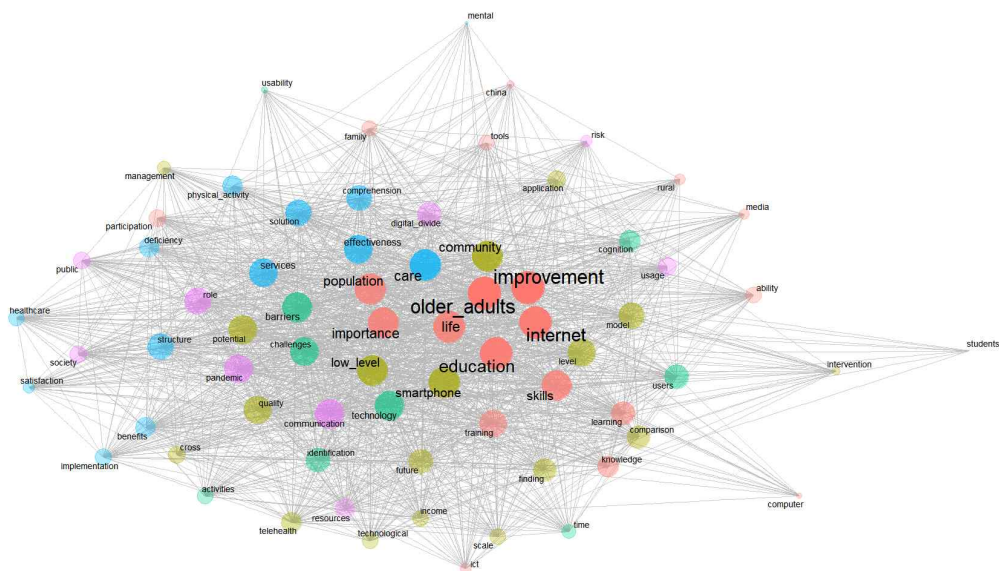 mental
usability
china
family
tools
risk
management
physical_activity
comprehension
application
rural
participation
solution
digital_divide
media
deficiency
effectiveness
community
cognition
public
services
care
improvement
usage
population
role
older_adults
ability
healthcare
barriers
potential
importance
life
internet
model
structure
challenges
society
pandemic
low_level
education
level
students
satisfaction
intervention
smartphone
skills
users
quality
technology
communication
benefits
training
learning
comparison
cross
identification
implementation
future
finding
knowledge
activities
resources
income
computer
telehealth
technological
scale
time
ict